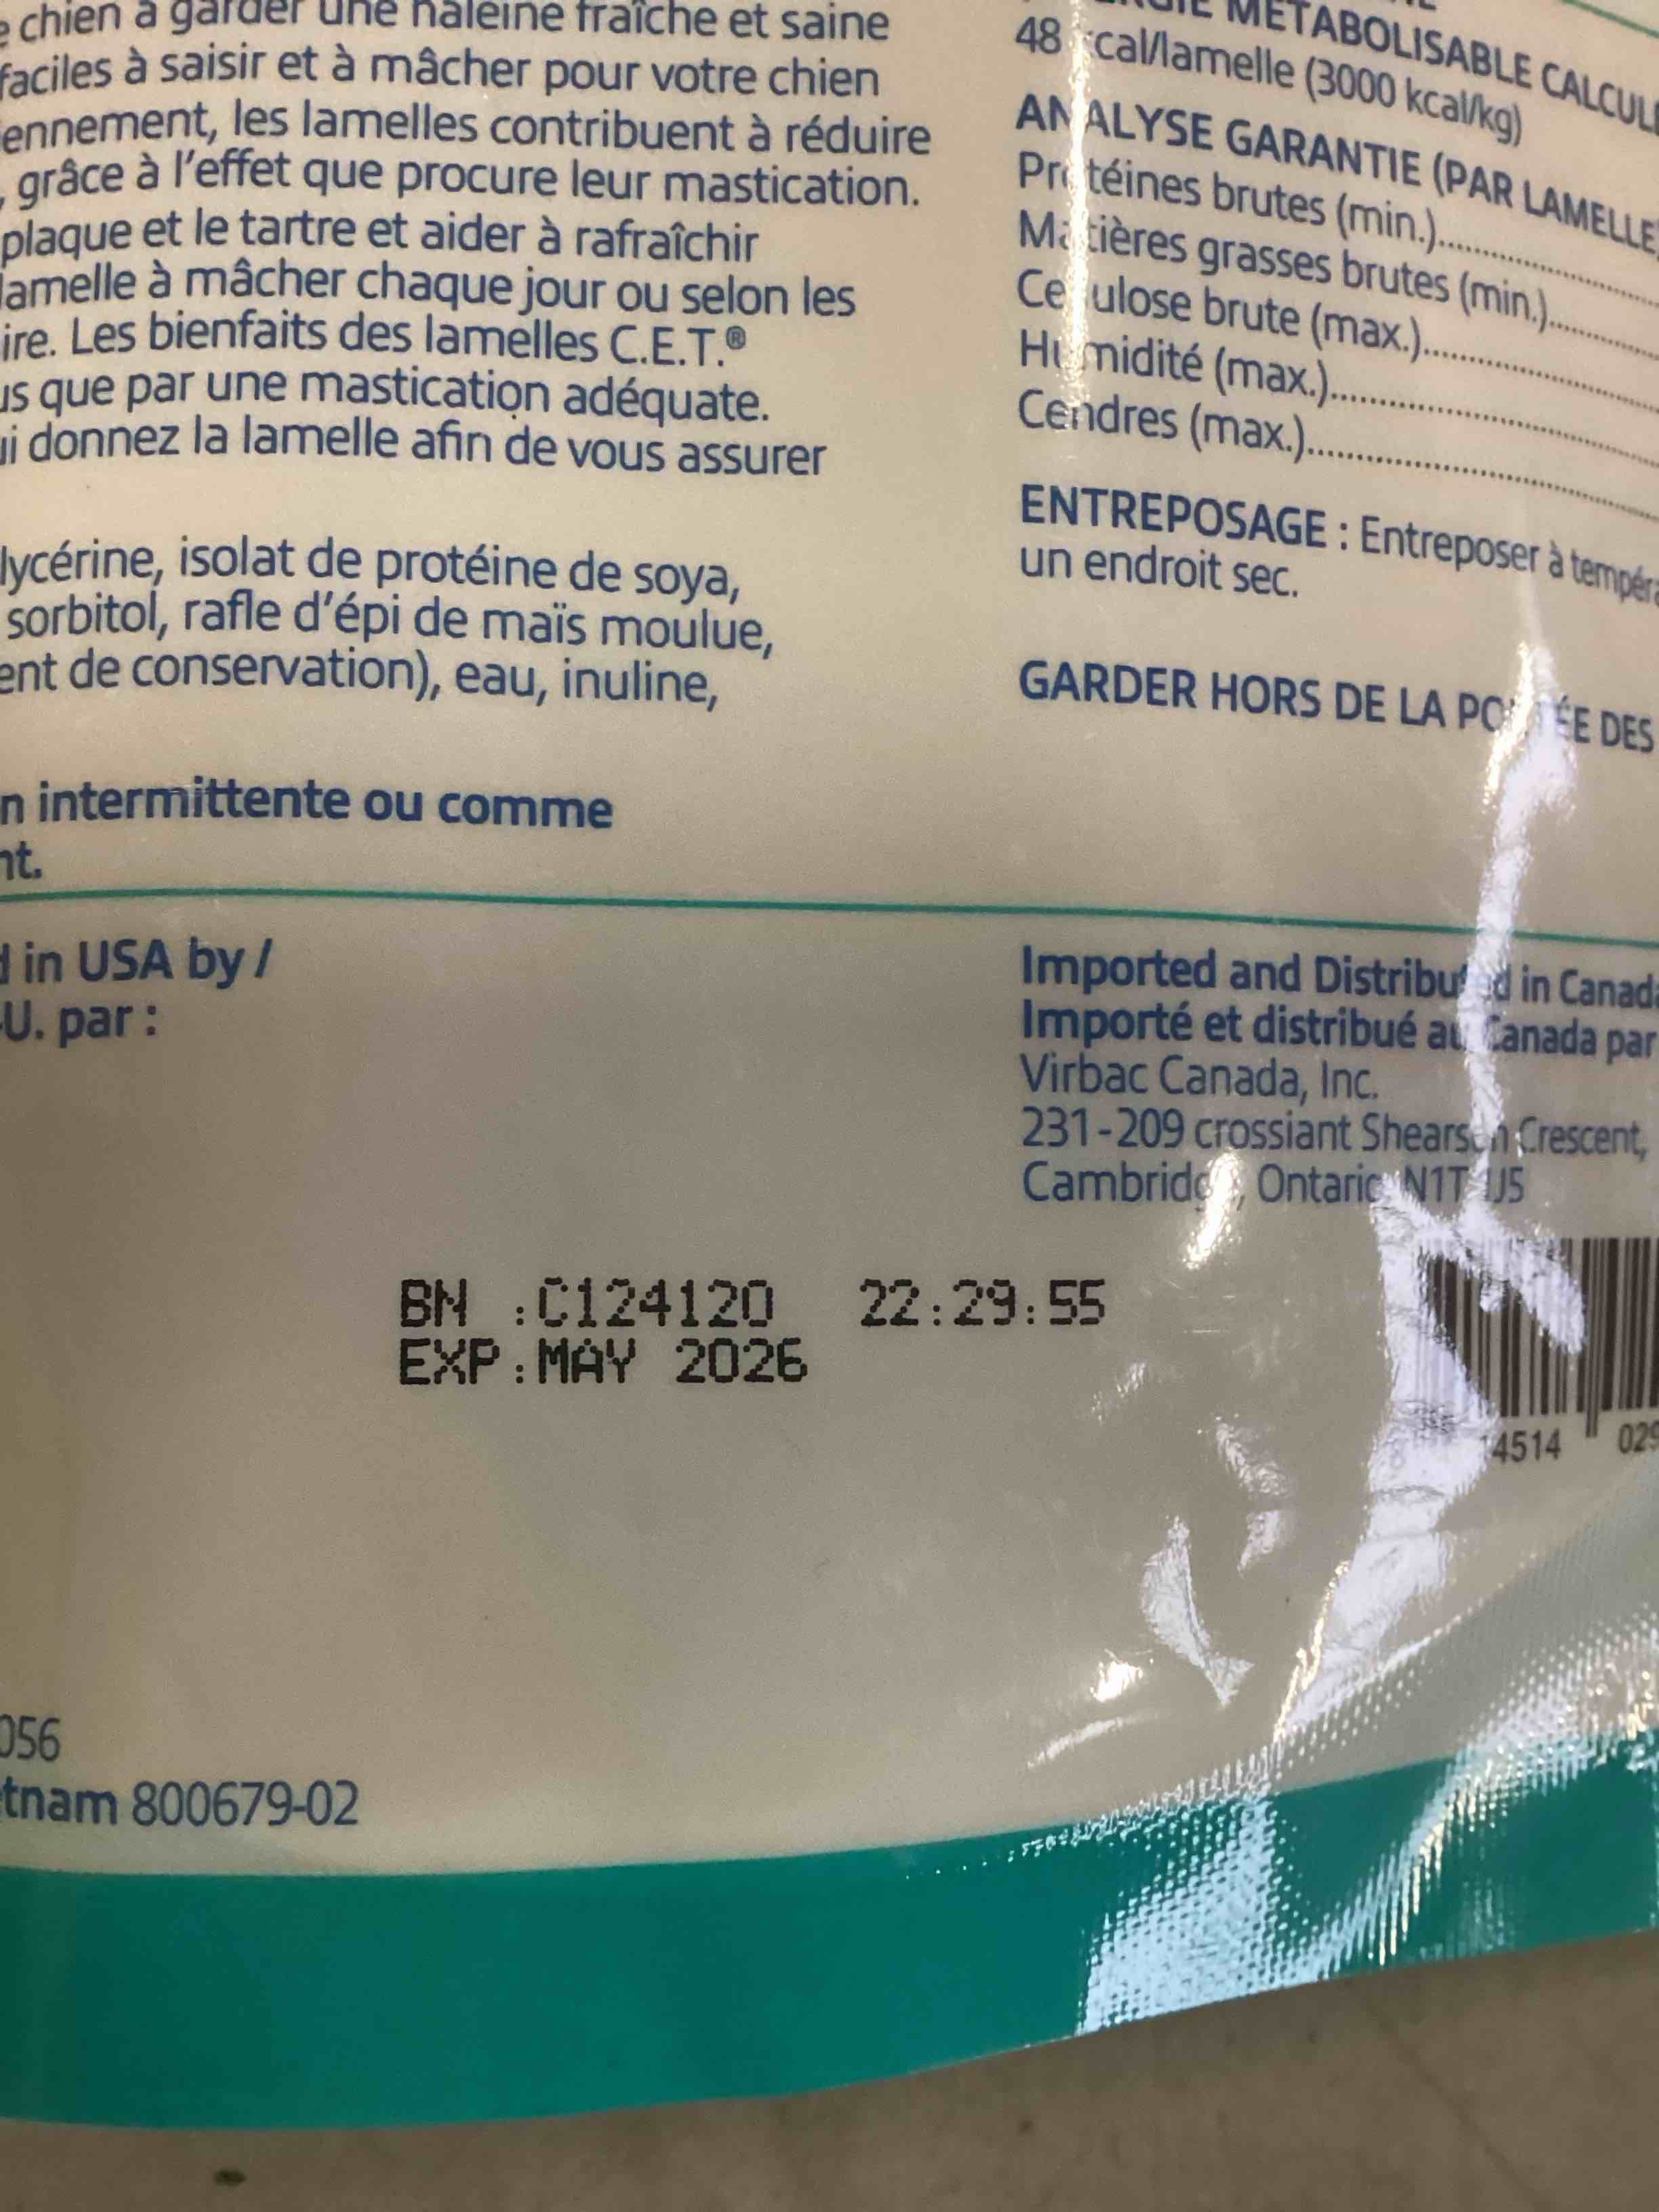 chien à garder une haleine fraîche et saine
faciles à saisir et à mâcher pour votre chien
ennement, les lamelles contribuent à réduire
, grâce à l'effet que procure leur mastication.
plaque et le tartre et aider à rafraîchir
lamelle à mâcher chaque jour ou selon les
ire. Les bienfaits des lamelles C.E.T.®
us que par une mastication adéquate.
ui donnez la lamelle afin de vous assurer
lycérine, isolat de protéine de soya,
sorbitol, rafle d'épi de maïs moulue,
ent de conservation), eau, inuline,
n intermittente ou comme
nt.
MÉTABOLISABLE CALCULÉ
48 kcal/lamelle (3000 kcal/kg)
ANALYSE GARANTIE (PAR LAMELLE)
Protéines brutes (min.)
Matières grasses brutes (min.)
Cellulose brute (max.)
Humidité (max.)
Cendres (max.)
ENTREPOSAGE : Entreposer à tempéra
un endroit sec.
GARDER HORS DE LA PORTÉE DES
d in USA by /
-U. par :
Imported and Distributed in Canada
Importé et distribué au Canada par
Virbac Canada, Inc.
231-209 crossiant Shearson Crescent,
Cambridge, Ontario N1T
BN :C124120 22:29:55
EXP:MAY 2026
14514 029
056
tnam 800679-02